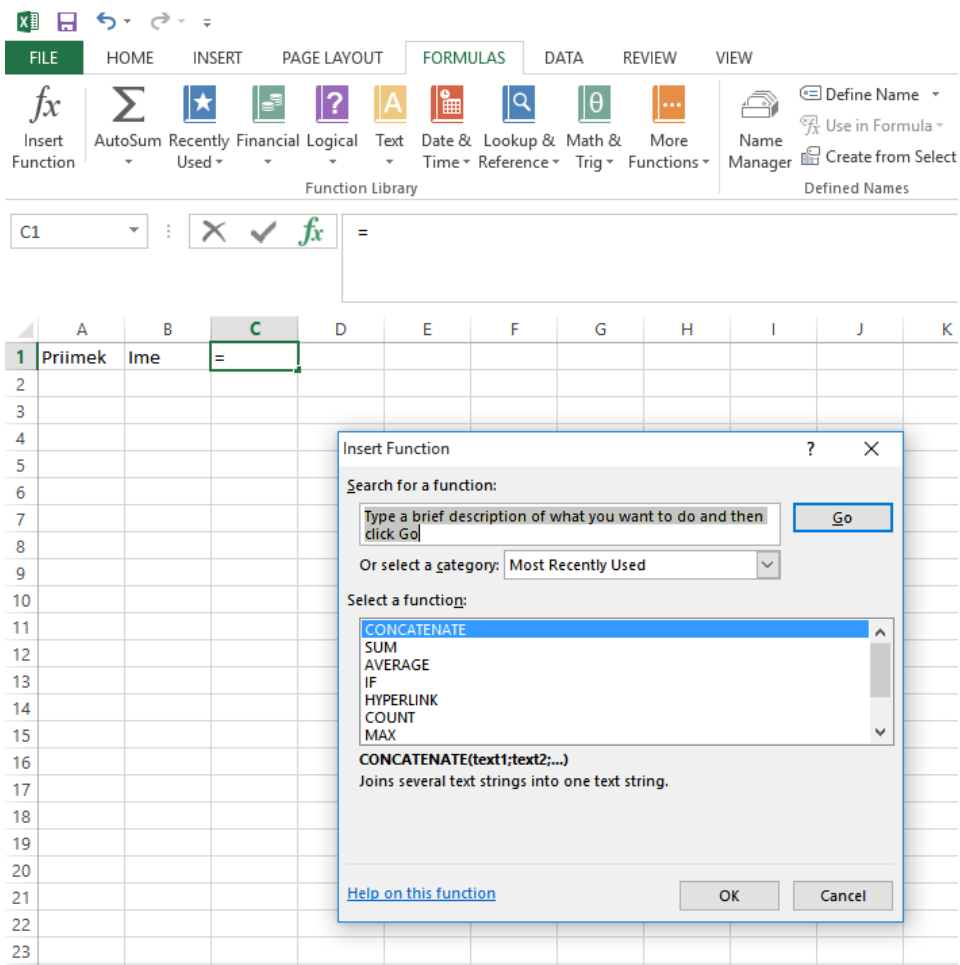 FILE HOME INSERT PAGE LAYOUT FORMULAS DATA REVIEW VIEW
fx Σ ? A θ
Insert Function
AutoSum
Recently Used
Financial
Logical
Text
Date & Time
Lookup & Reference
Math & Trig
More Functions
Name Manager
Define Name
Use in Formula
Create from Select
Function Library
Defined Names
C1 fx =
A B C D E F G H I J K
1 Priimek Ime =
2
3
4
5
6
7
8
9
10
11
12
13
14
15
16
17
18
19
20
21
22
23
Insert Function ?
Search for a function:
Type a brief description of what you want to do and then
click Go
Go
Or select a category: Most Recently Used
Select a function:
CONCATENATE
SUM
AVERAGE
IF
HYPERLINK
COUNT
MAX
CONCATENATE(text1;text2;...)
Joins several text strings into one text string.
Help on this function OK Cancel